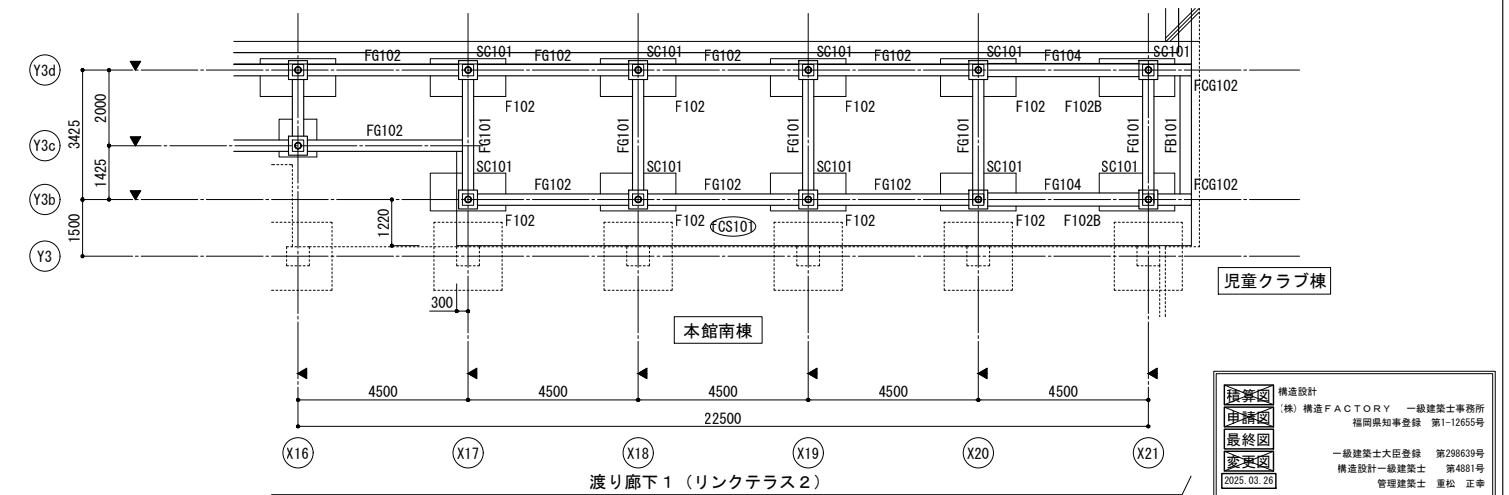 FG102 SC101 FG102 SC101 FG102 SC101 FG102 SC101 FG104 SC101
Y3d
FCG102
F102 F102 F102 F102 F102B
2000
3425
FG102
FG101 FG101 FG101 FG101 FG101 FB101
Y3c
1425
SC101 SC101 SC101 SC101 SC101
FG102 FG102 FG102 FG104 FCG102
Y3b
F102 F102 FCS101 F102 F102 F102B
1500
1220
Y3
児童クラブ棟
300
本館南棟
4500 4500 4500 4500 4500
22500
X16 X17 X18 X19 X20 X21
渡り廊下1(リンクテラス2)
積算図
申請図
最終図
変更図
2025.03.26
構造設計
(株)構造FACTORY 一級建築士事務所
福岡県知事登録 第1-12655号
一級建築士大臣登録 第298639号
構造設計一級建築士 第4881号
管理建築士 重松 正幸